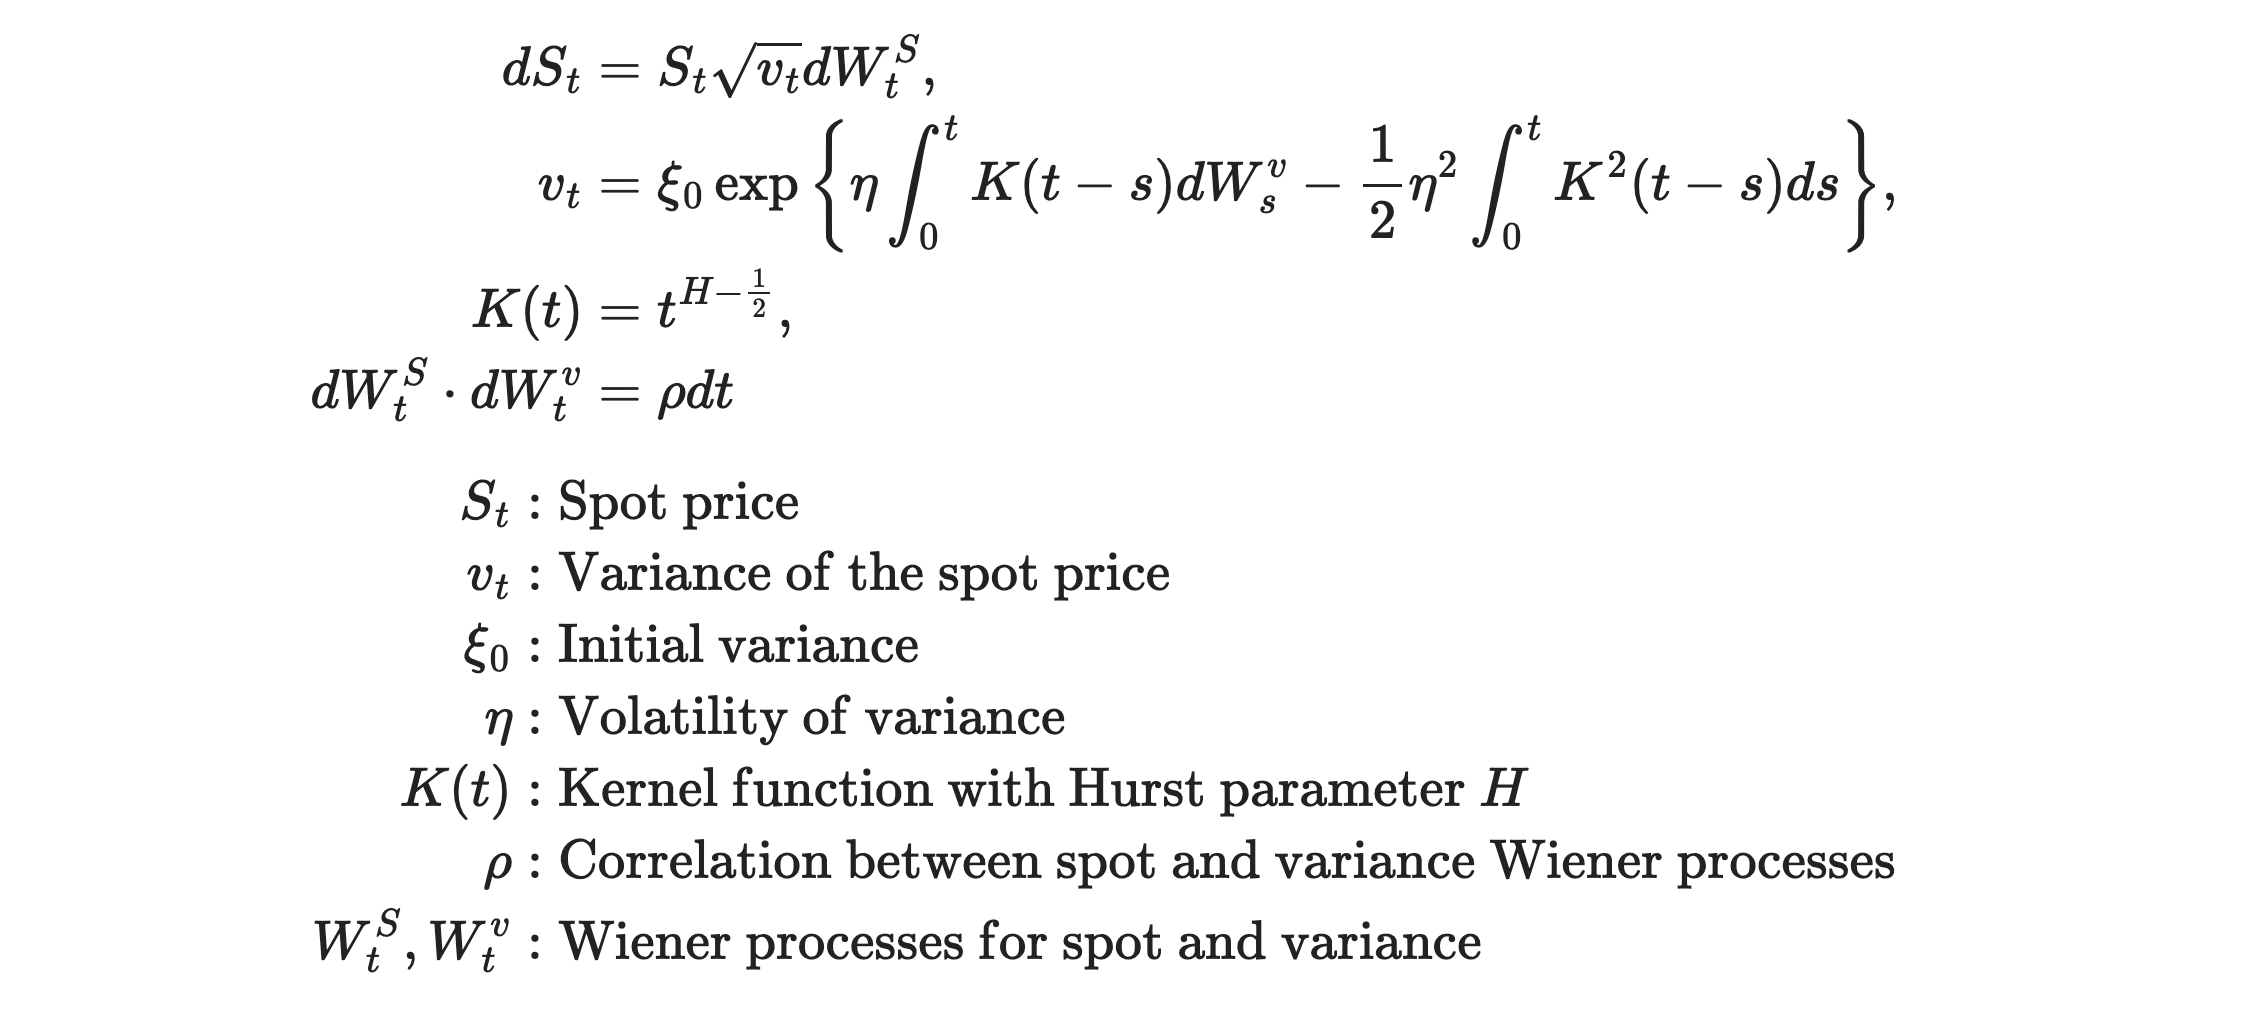 $dS_t = S_t \sqrt{v_t} dW_t^S,$
$v_t = \xi_0 \exp \left\{ \eta \int_0^t K(t-s) dW_s^v - \frac{1}{2} \eta^2 \int_0^t K^2(t-s) ds \right\},$
$K(t) = t^{H-\frac{1}{2}},$
$dW_t^S \cdot dW_t^v = \rho dt$
$S_t$ : Spot price
$v_t$ : Variance of the spot price
$\xi_0$ : Initial variance
$\eta$ : Volatility of variance
$K(t)$ : Kernel function with Hurst parameter $H$
$\rho$ : Correlation between spot and variance Wiener processes
$W_t^S, W_t^v$ : Wiener processes for spot and variance